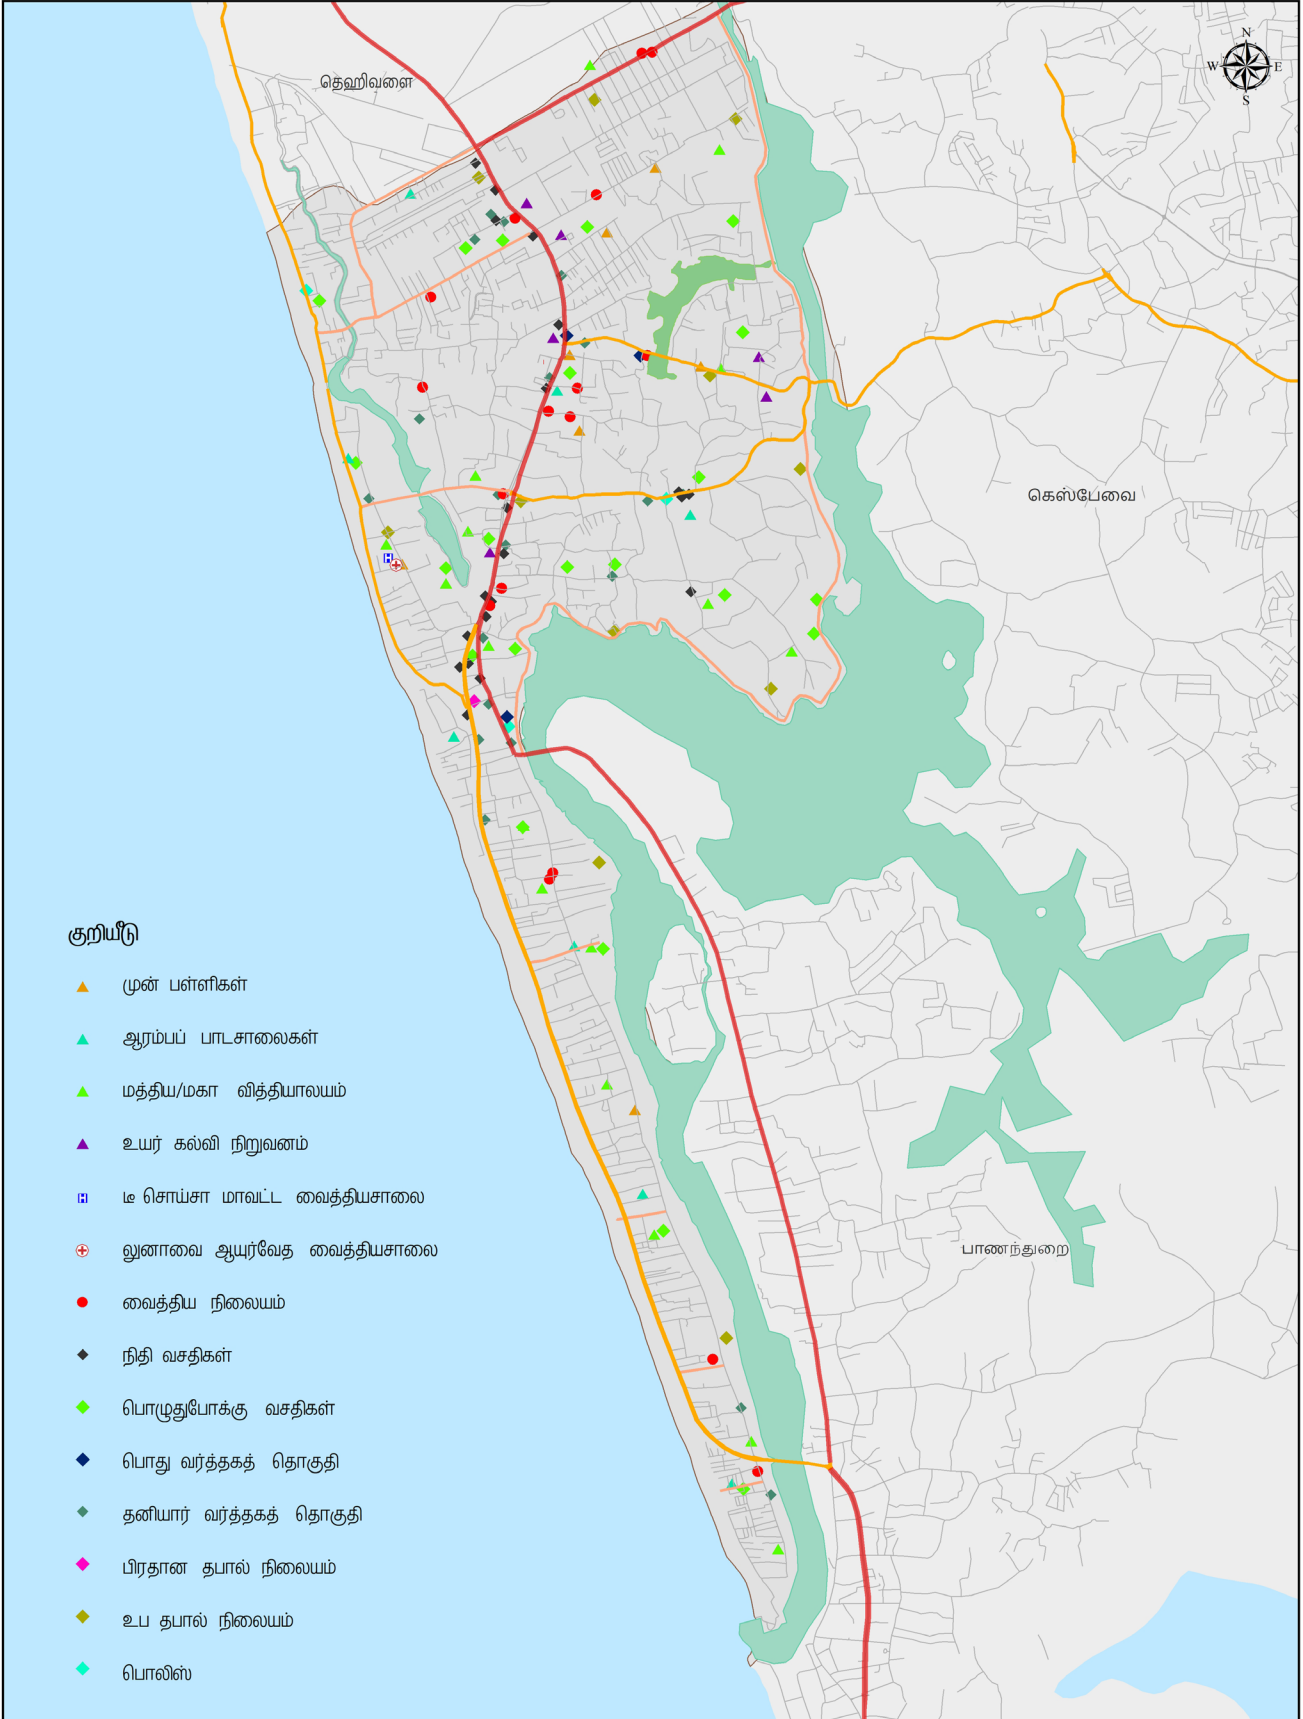 N
W E
S
தெஹிவளை
கெஸ்பேவை
குறியீடு
முன் பள்ளிகள்
ஆரம்பப் பாடசாலைகள்
மத்திய/மகா வித்தியாலயம்
உயர் கல்வி நிறுவனம்
H டீ சொய்சா மாவட்ட வைத்தியசாலை
லுனாவை ஆயுர்வேத வைத்தியசாலை
பாணந்துறை
வைத்திய நிலையம்
நிதி வசதிகள்
பொழுதுபோக்கு வசதிகள்
பொது வர்த்தகத் தொகுதி
தனியார் வர்த்தகத் தொகுதி
பிரதான தபால் நிலையம்
உப தபால் நிலையம்
பொலிஸ்